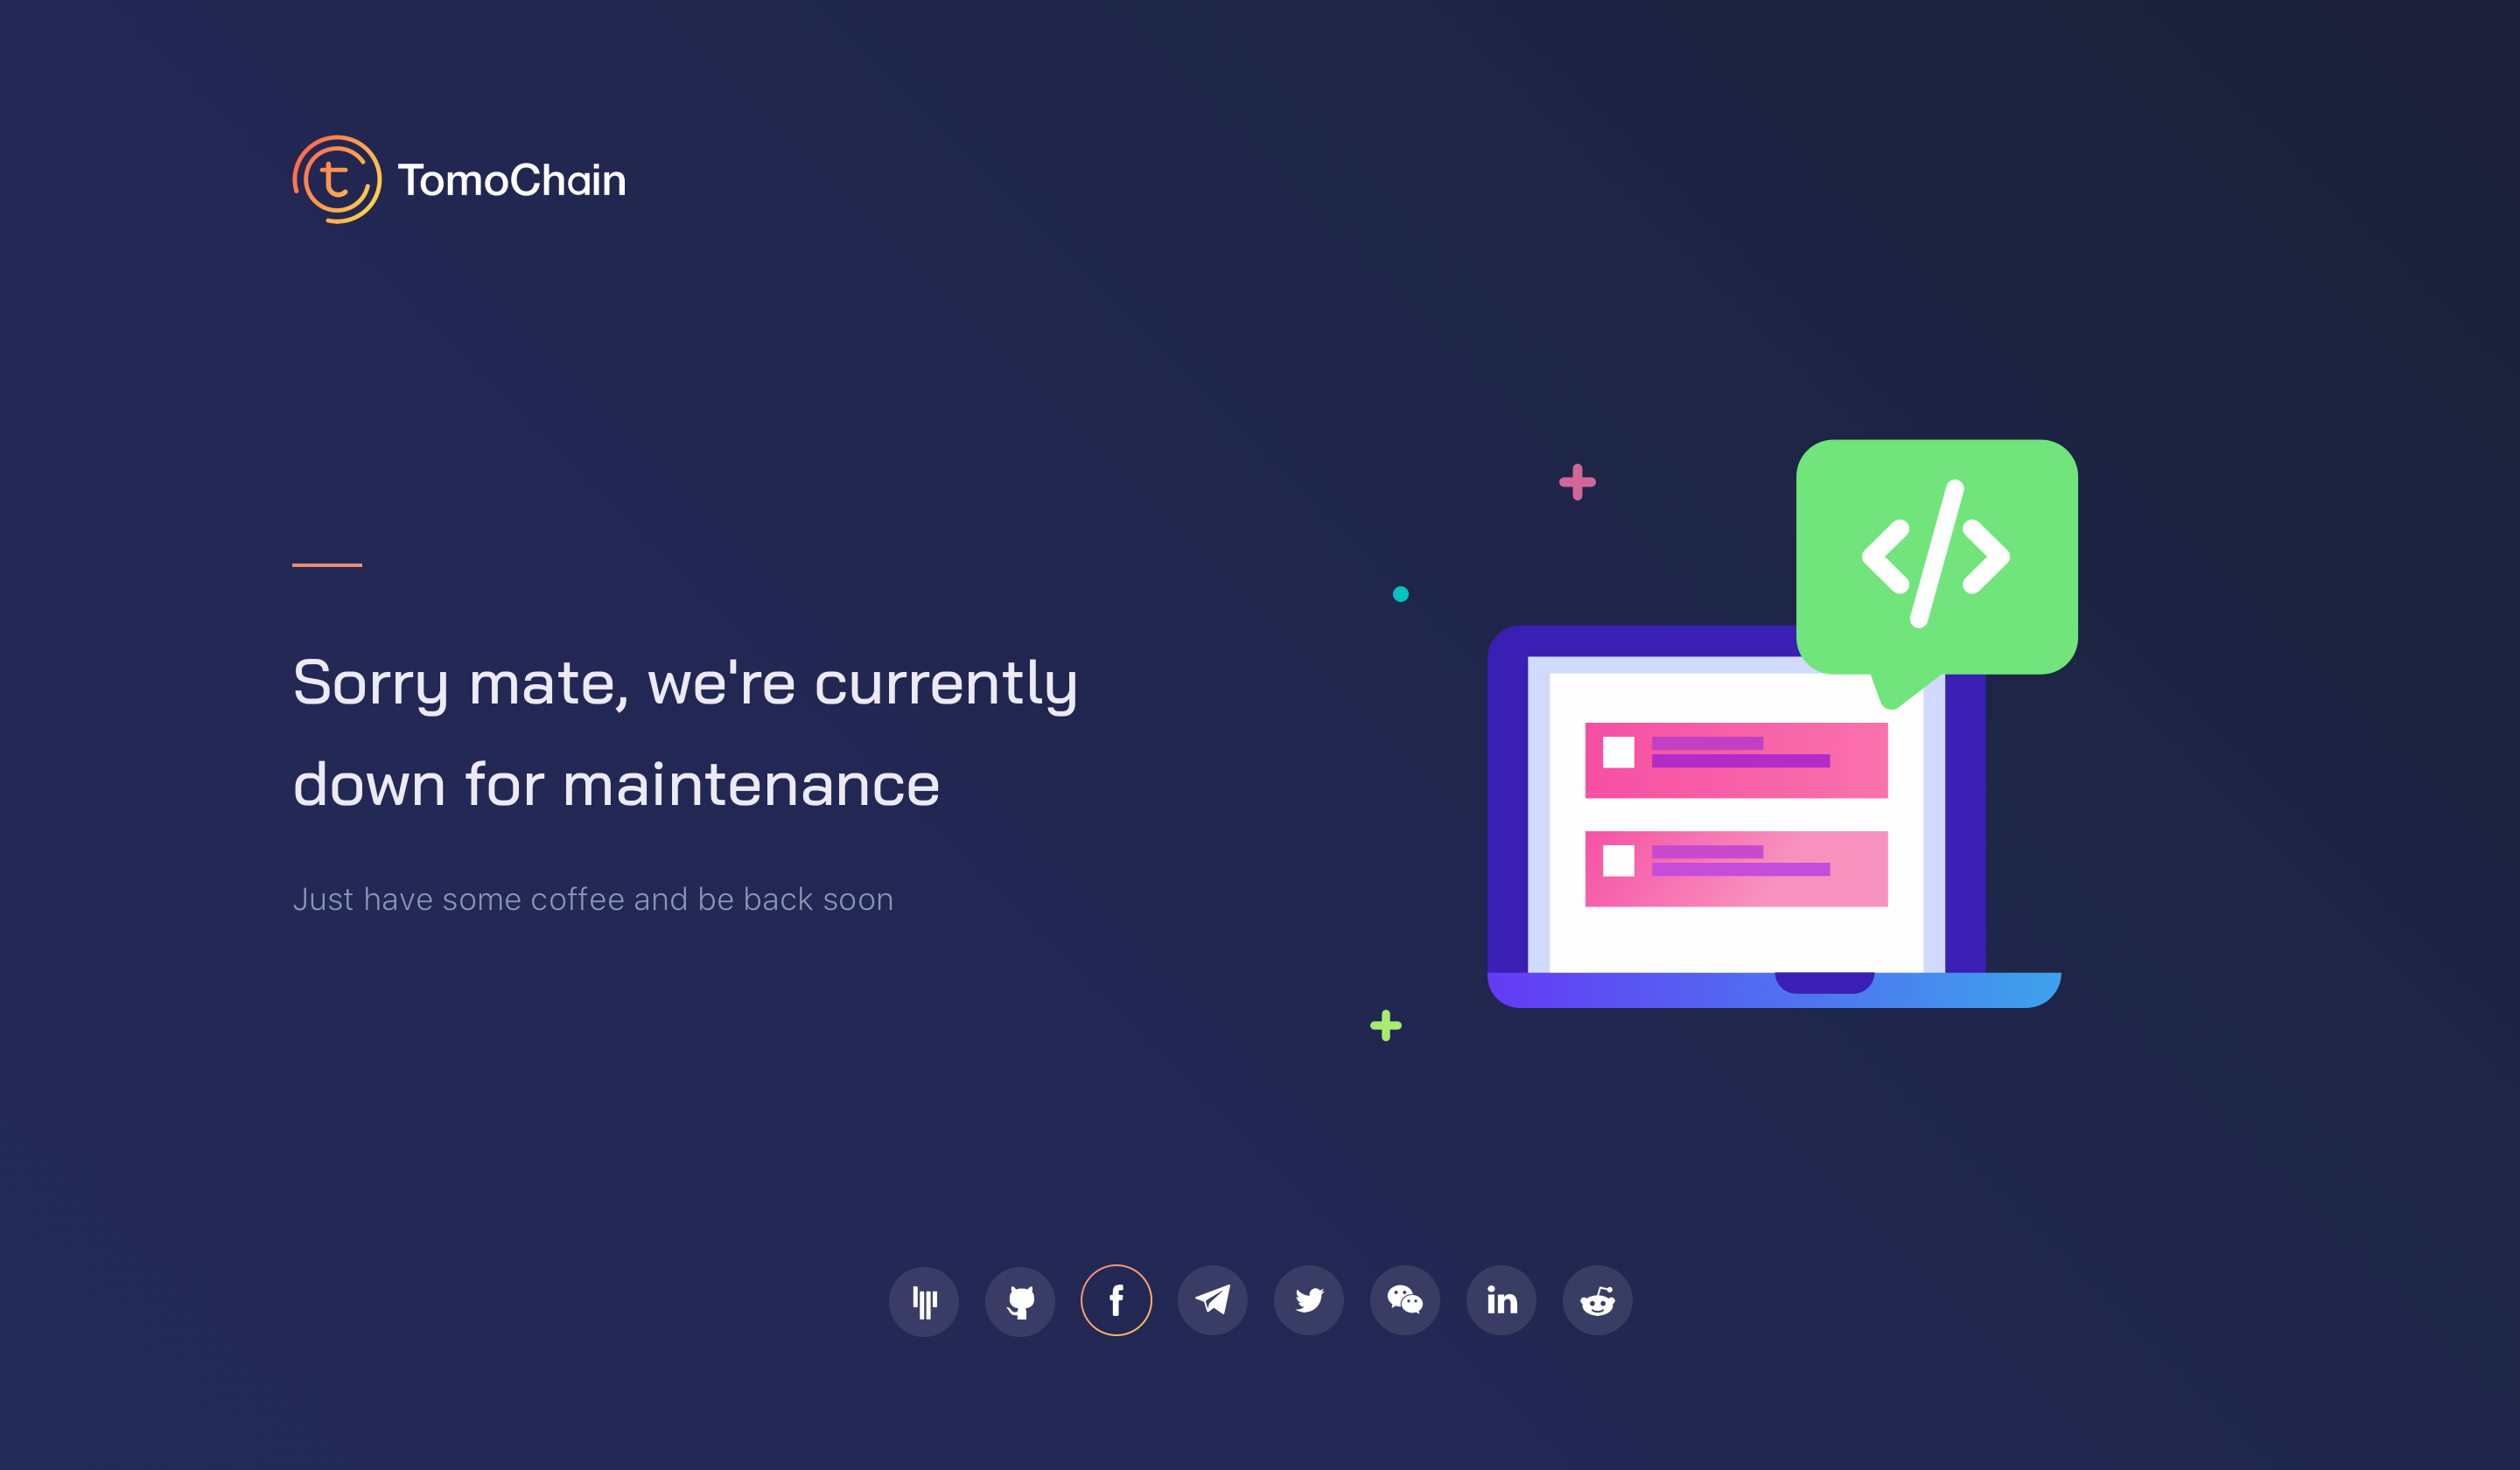 TomoChain
Sorry mate, we're currently
down for maintenance
Just have some coffee and be back soon